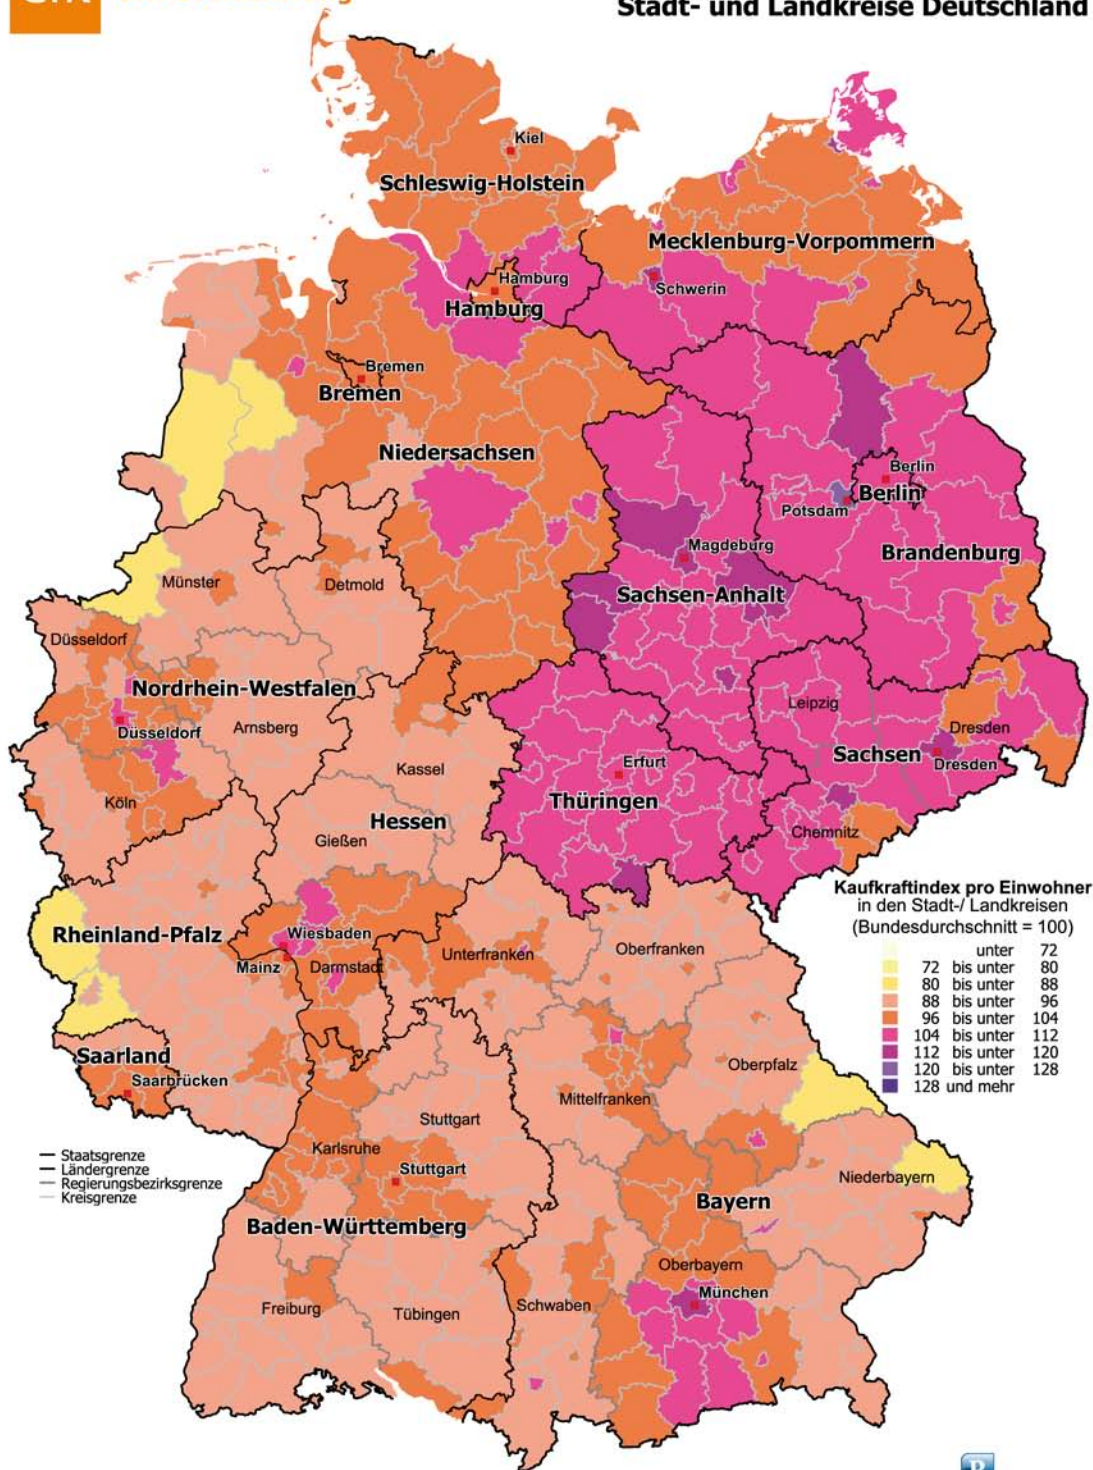 Stadt- und Landkreise Deutschland
Kiel
Schleswig-Holstein
Mecklenburg-Vorpommern
Hamburg
Schwerin
Hamburg
Bremen
Bremen
Niedersachsen
Berlin
Berlin
Potsdam
Magdeburg
Brandenburg
Münster
Detmold
Sachsen-Anhalt
Düsseldorf
Nordrhein-Westfalen
Leipzig
Düsseldorf
Arnsberg
Dresden
Sachsen
Dresden
Kassel
Erfurt
Köln
Thüringen
Hessen
Gießen
Chemnitz
Kaufkraftindex pro Einwohner
in den Stadt-/ Landkreisen
(Bundesdurchschnitt = 100)
unter 72
72 bis unter 80
80 bis unter 88
88 bis unter 96
96 bis unter 104
104 bis unter 112
112 bis unter 120
120 bis unter 128
128 und mehr
Rheinland-Pfalz
Wiesbaden
Mainz
Darmstadt
Unterfranken
Oberfranken
Saarland
Saarbrücken
Oberpfalz
Mittelfranken
Stuttgart
Karlsruhe
Stuttgart
Staatsgrenze
Ländergrenze
Regierungsbezirksgrenze
Kreisgrenze
Niederbayern
Bayern
Baden-Württemberg
Oberbayern
München
Freiburg
Tübingen
Schwaben